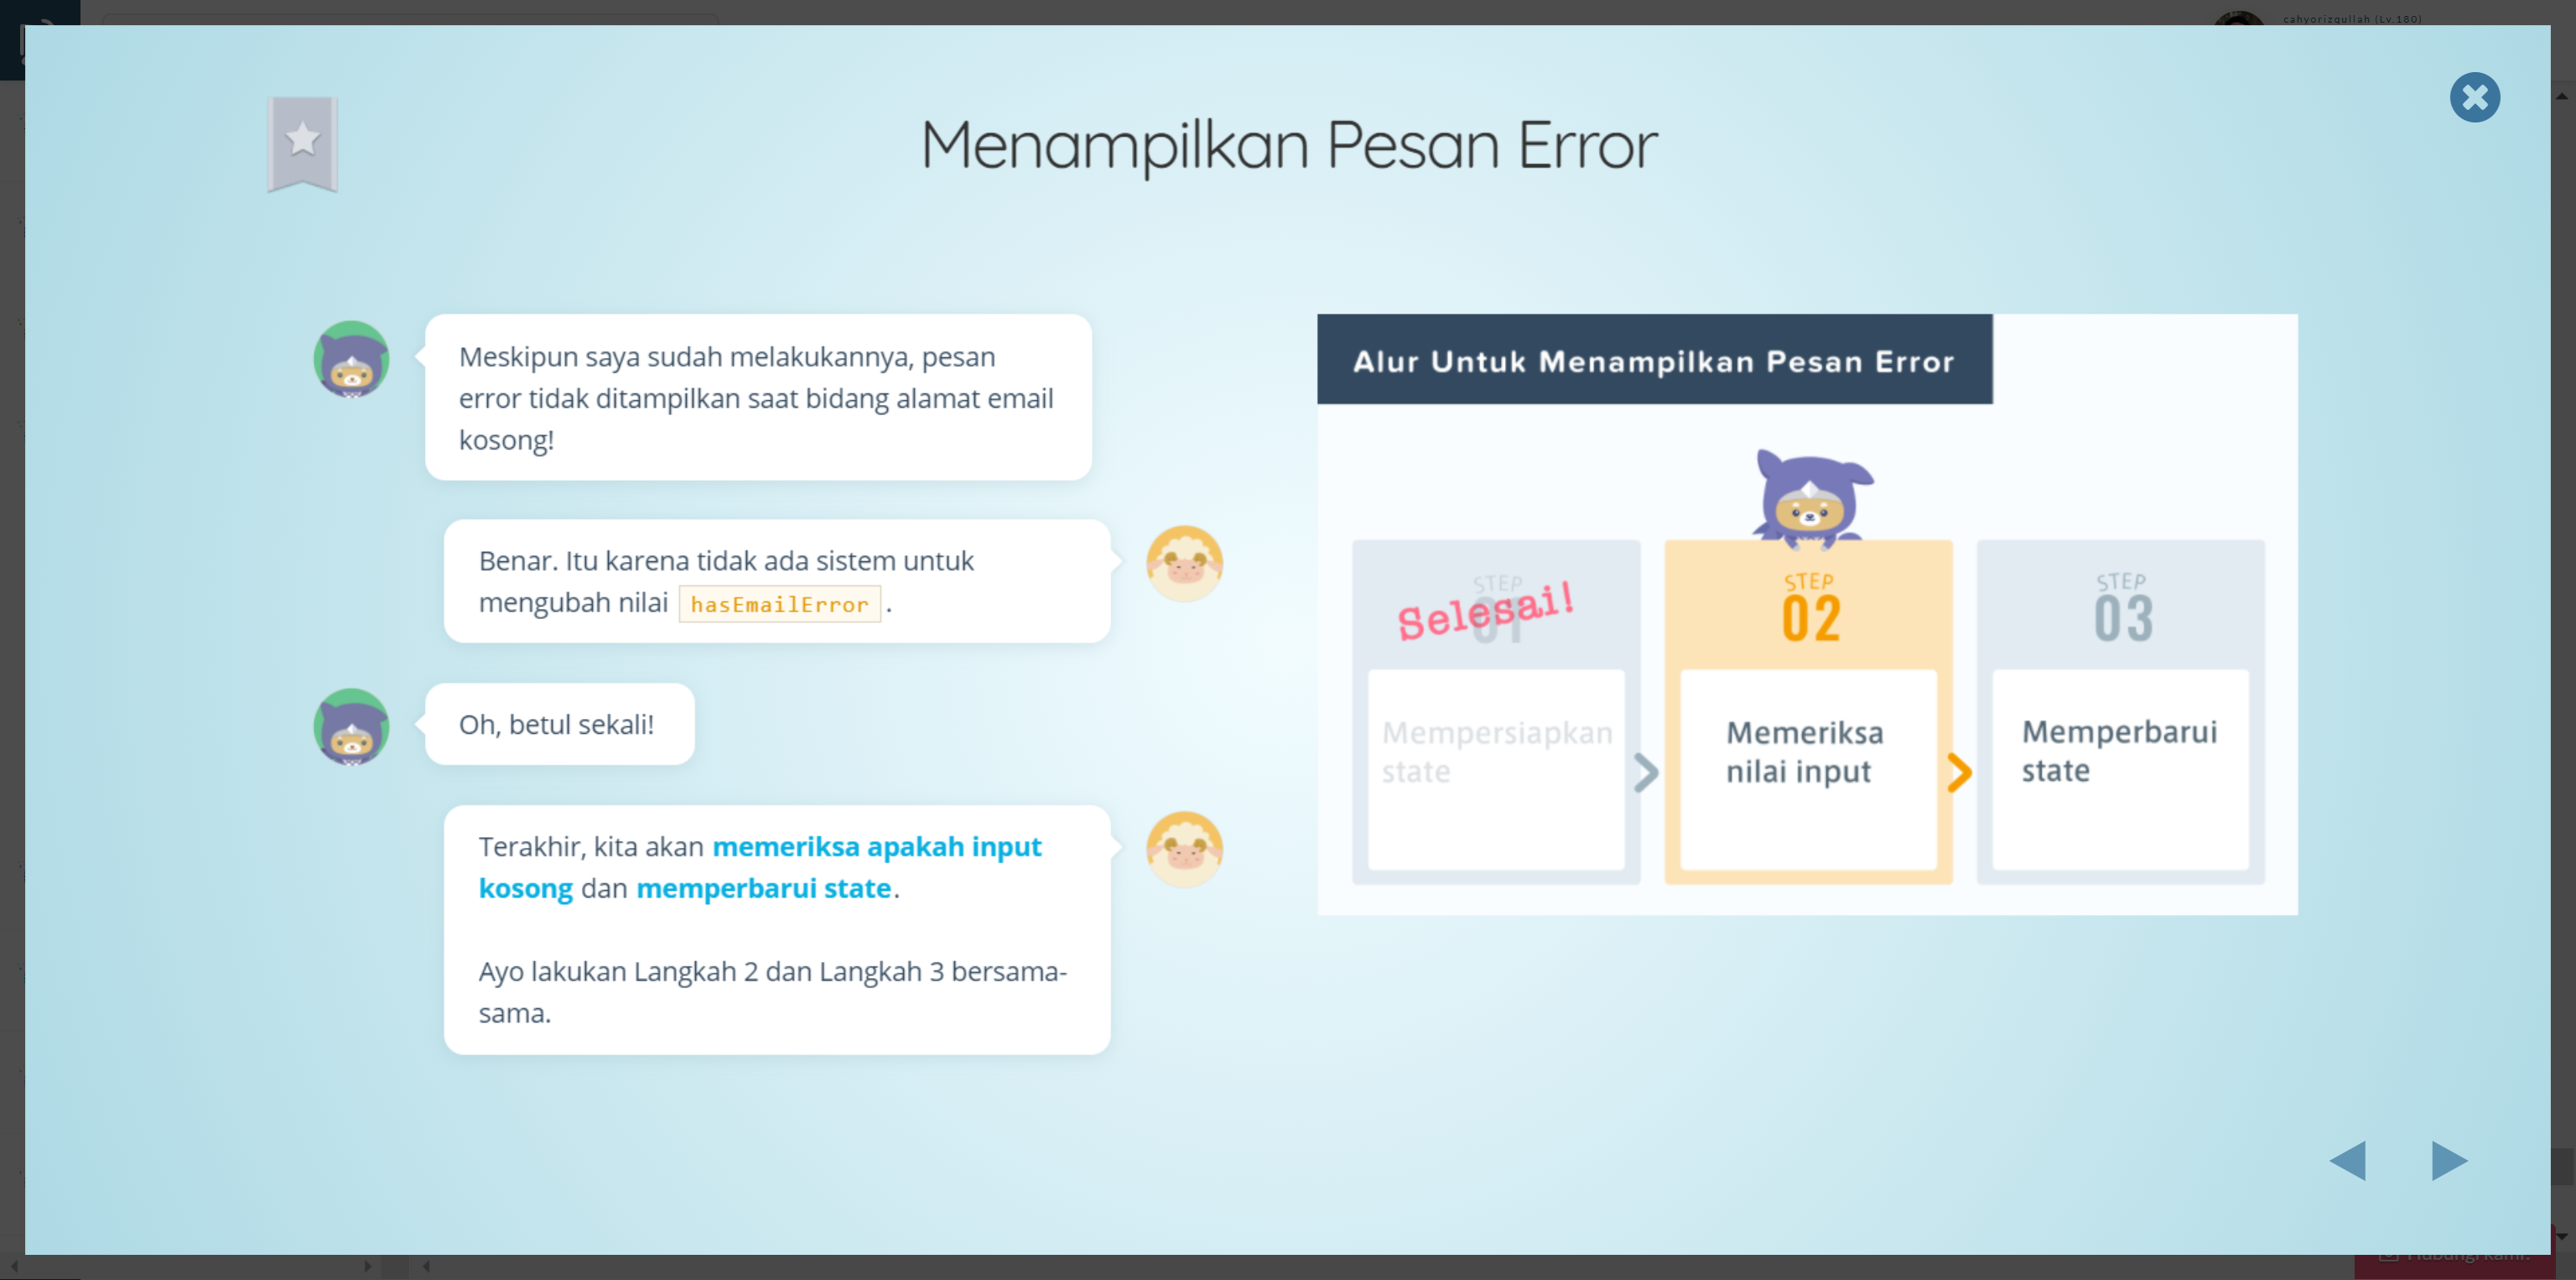 cahyorizqullah (Lv.180)
Menampilkan Pesan Error
Meskipun saya sudah melakukannya, pesan
error tidak ditampilkan saat bidang alamat email
kosong!
Benar. Itu karena tidak ada sistem untuk
mengubah nilai hasEmailError .
Oh, betul sekali!
Terakhir, kita akan memeriksa apakah input
kosong dan memperbarui state.
Ayo lakukan Langkah 2 dan Langkah 3 bersama-
sama.
Alur Untuk Menampilkan Pesan Error
STEP
01
Selesai!
Mempersiapkan
state
STEP
02
Memeriksa
nilai input
STEP
03
Memperbarui
state
Hubungi kami!